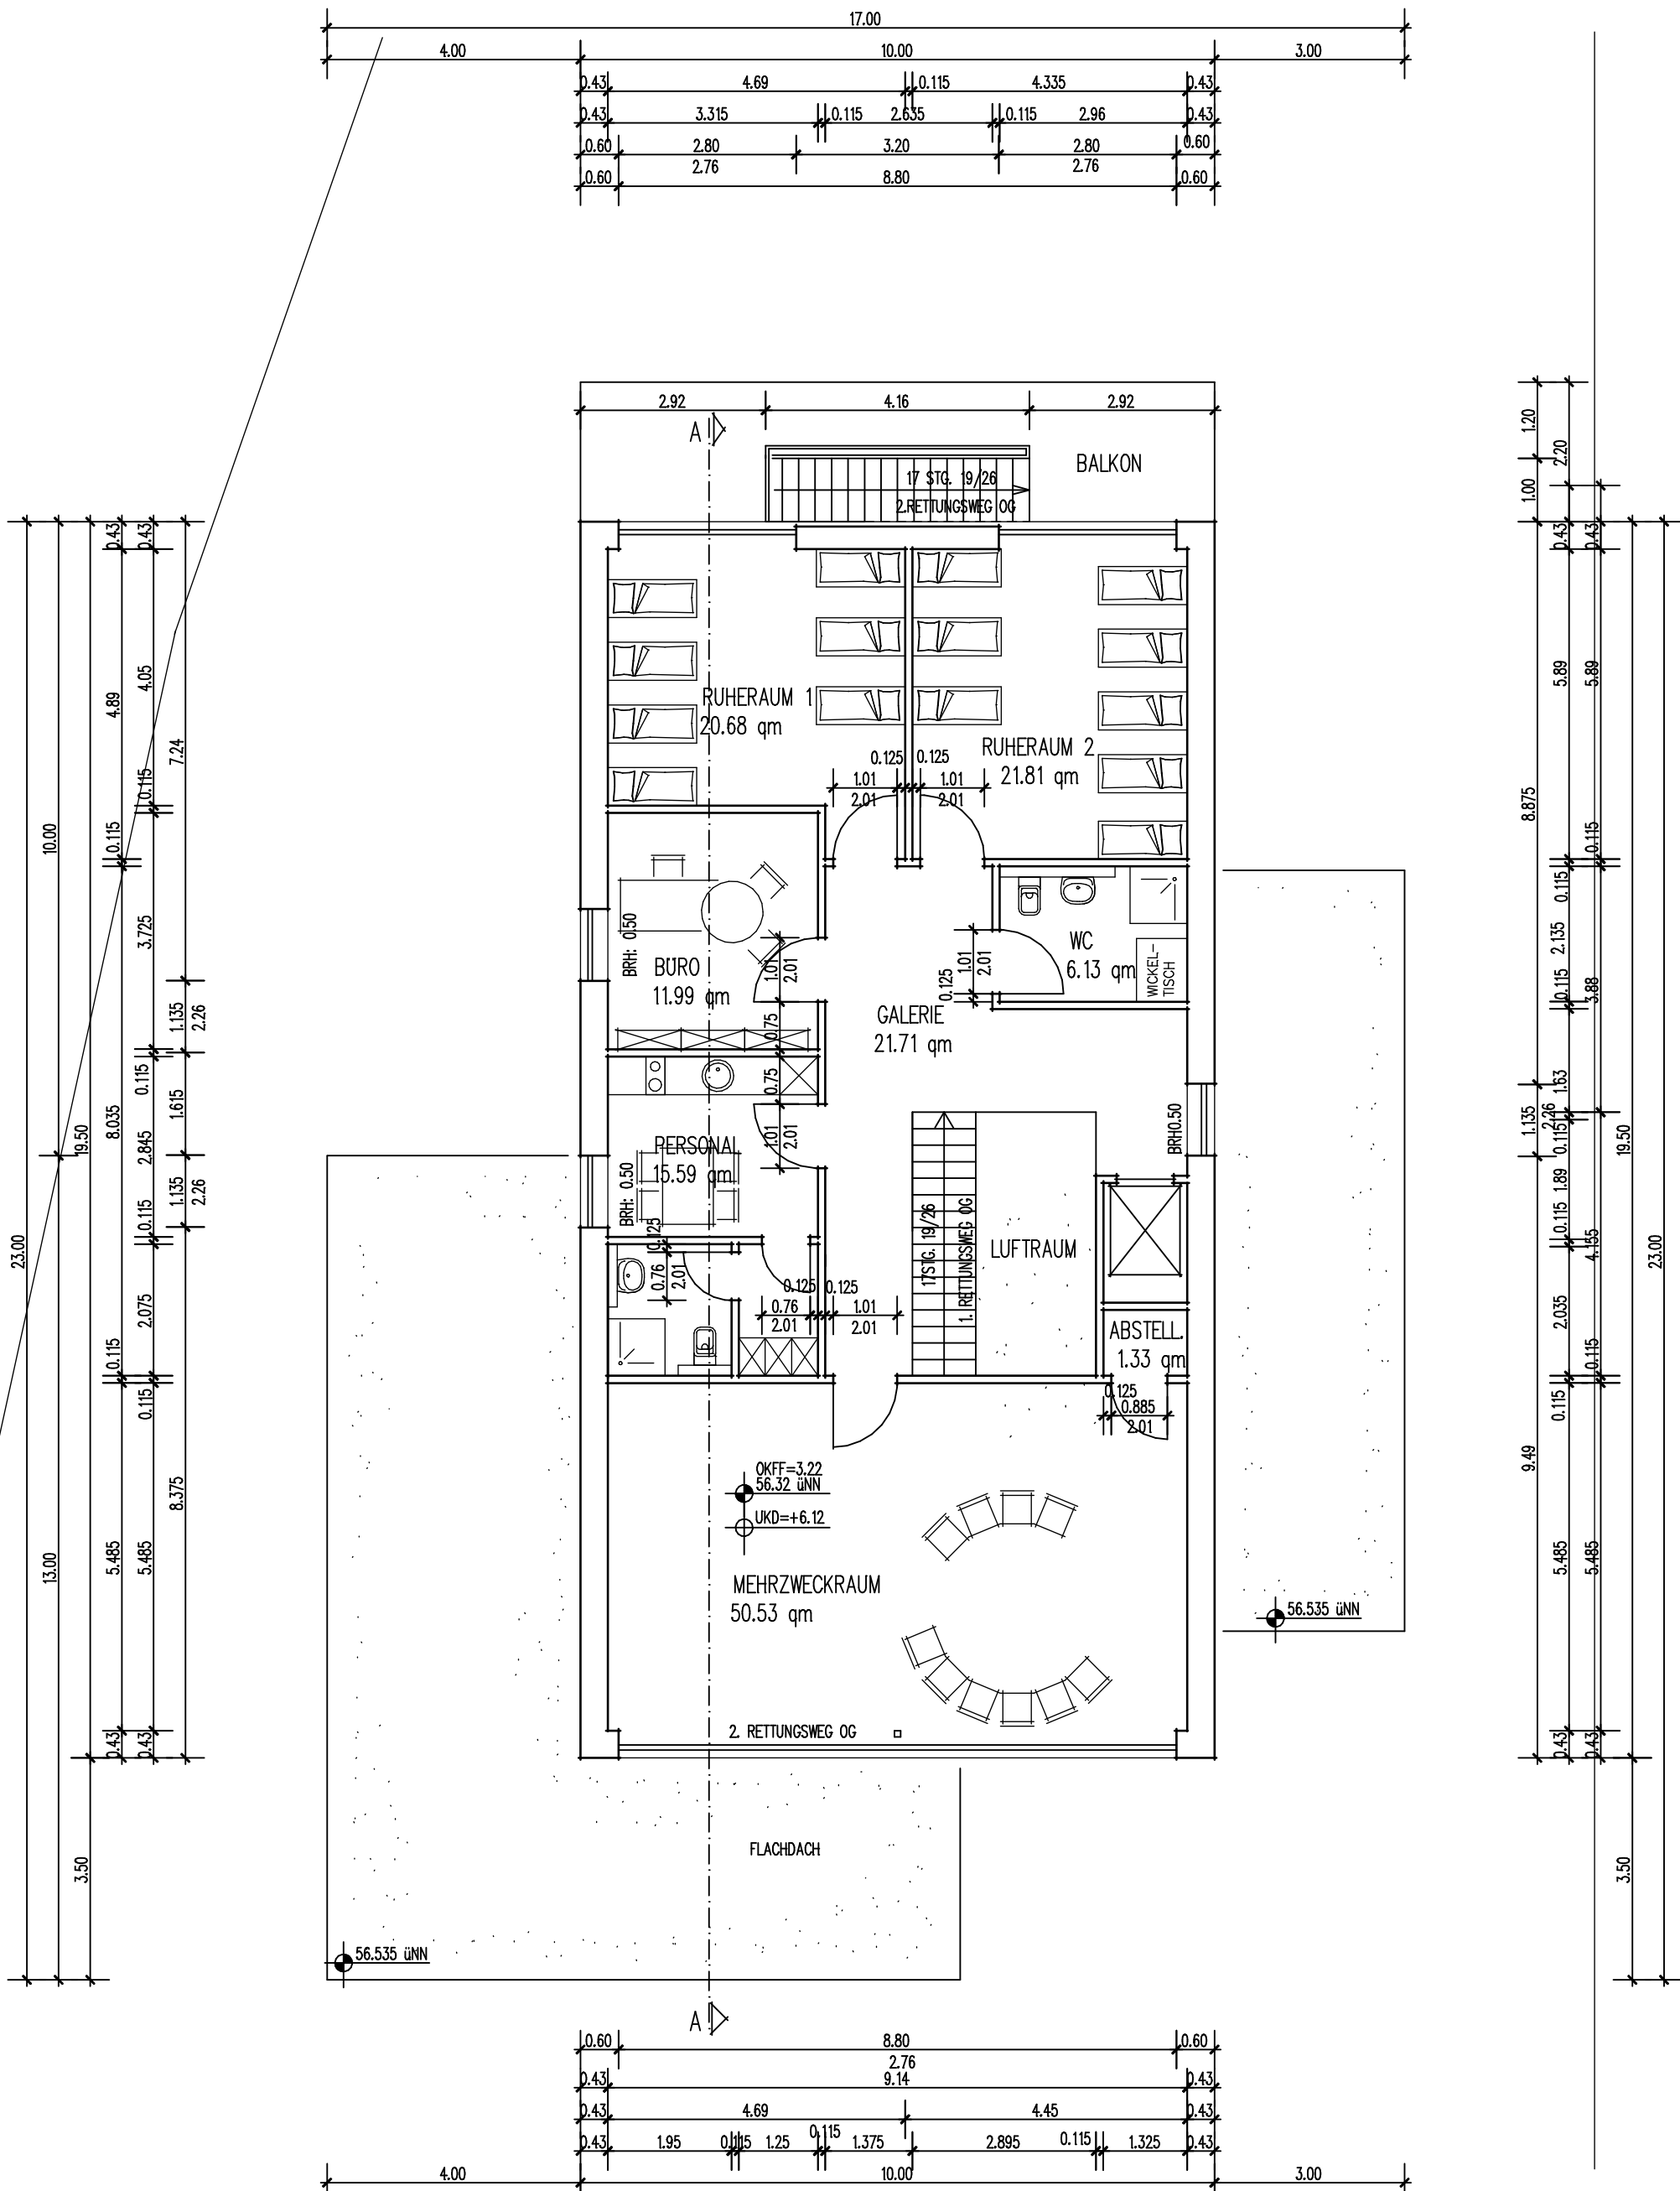 17.00
4.00 10.00 3.00
0.43 4.69 0.115 4.335 0.43
0.43 3.315 0.115 2.635 0.115 2.96 0.43
0.60 2.80 3.20 2.80 0.60
2.76 2.76
0.60 8.80 0.60
2.92 4.16 2.92
A
BALKON
17 STG. 19/26
2.RETTUNGSWEG OG
RUHERAUM 1
20.68 qm
RUHERAUM 2
21.81 qm
0.125 0.125
1.01 1.01
2.01 2.01
BRH: 0.50
BÜRO
11.99 qm
1.01
2.01
0.75
WC
6.13 qm
WICKEL-
TISCH
1.01
2.01
0.125
GALERIE
21.71 qm
0.75
1.01
2.01
PERSONAL
15.59 qm
BRH: 0.50
BRH0.50
0.125
0.76
2.01
0.125 0.125
0.76 1.01
2.01 2.01
17STG. 19/26
1. RETTUNGSWEG OG
LUFTRAUM
ABSTELL.
1.33 qm
0.125
0.885
2.01
OKFF=3.22
56.32 üNN
UKD=+6.12
MEHRZWECKRAUM
50.53 qm
2. RETTUNGSWEG OG
56.535 üNN
FLACHDACH
56.535 üNN
A
23.00
10.00
13.00
19.50
3.50
0.43
4.89
0.115
8.035
0.115
5.485
0.43
0.43
4.05
0.115
3.725
0.115
2.845
0.115
2.075
0.115
5.485
0.43
7.24
1.135
2.26
1.615
1.135
2.26
8.375
1.20
1.00
8.875
1.135
2.26
9.49
2.20
0.43
5.89
0.115
2.135
0.115
1.63
0.115
1.89
0.115
2.035
0.115
5.485
0.43
0.43
5.89
0.115
3.88
4.155
0.115
5.485
0.43
19.50
3.50
23.00
0.60 8.80 0.60
2.76
0.43 9.14 0.43
0.43 4.69 4.45 0.43
0.43 1.95 0.115 1.25 0.115 1.375 2.895 0.115 1.325 0.43
4.00 10.00 3.00